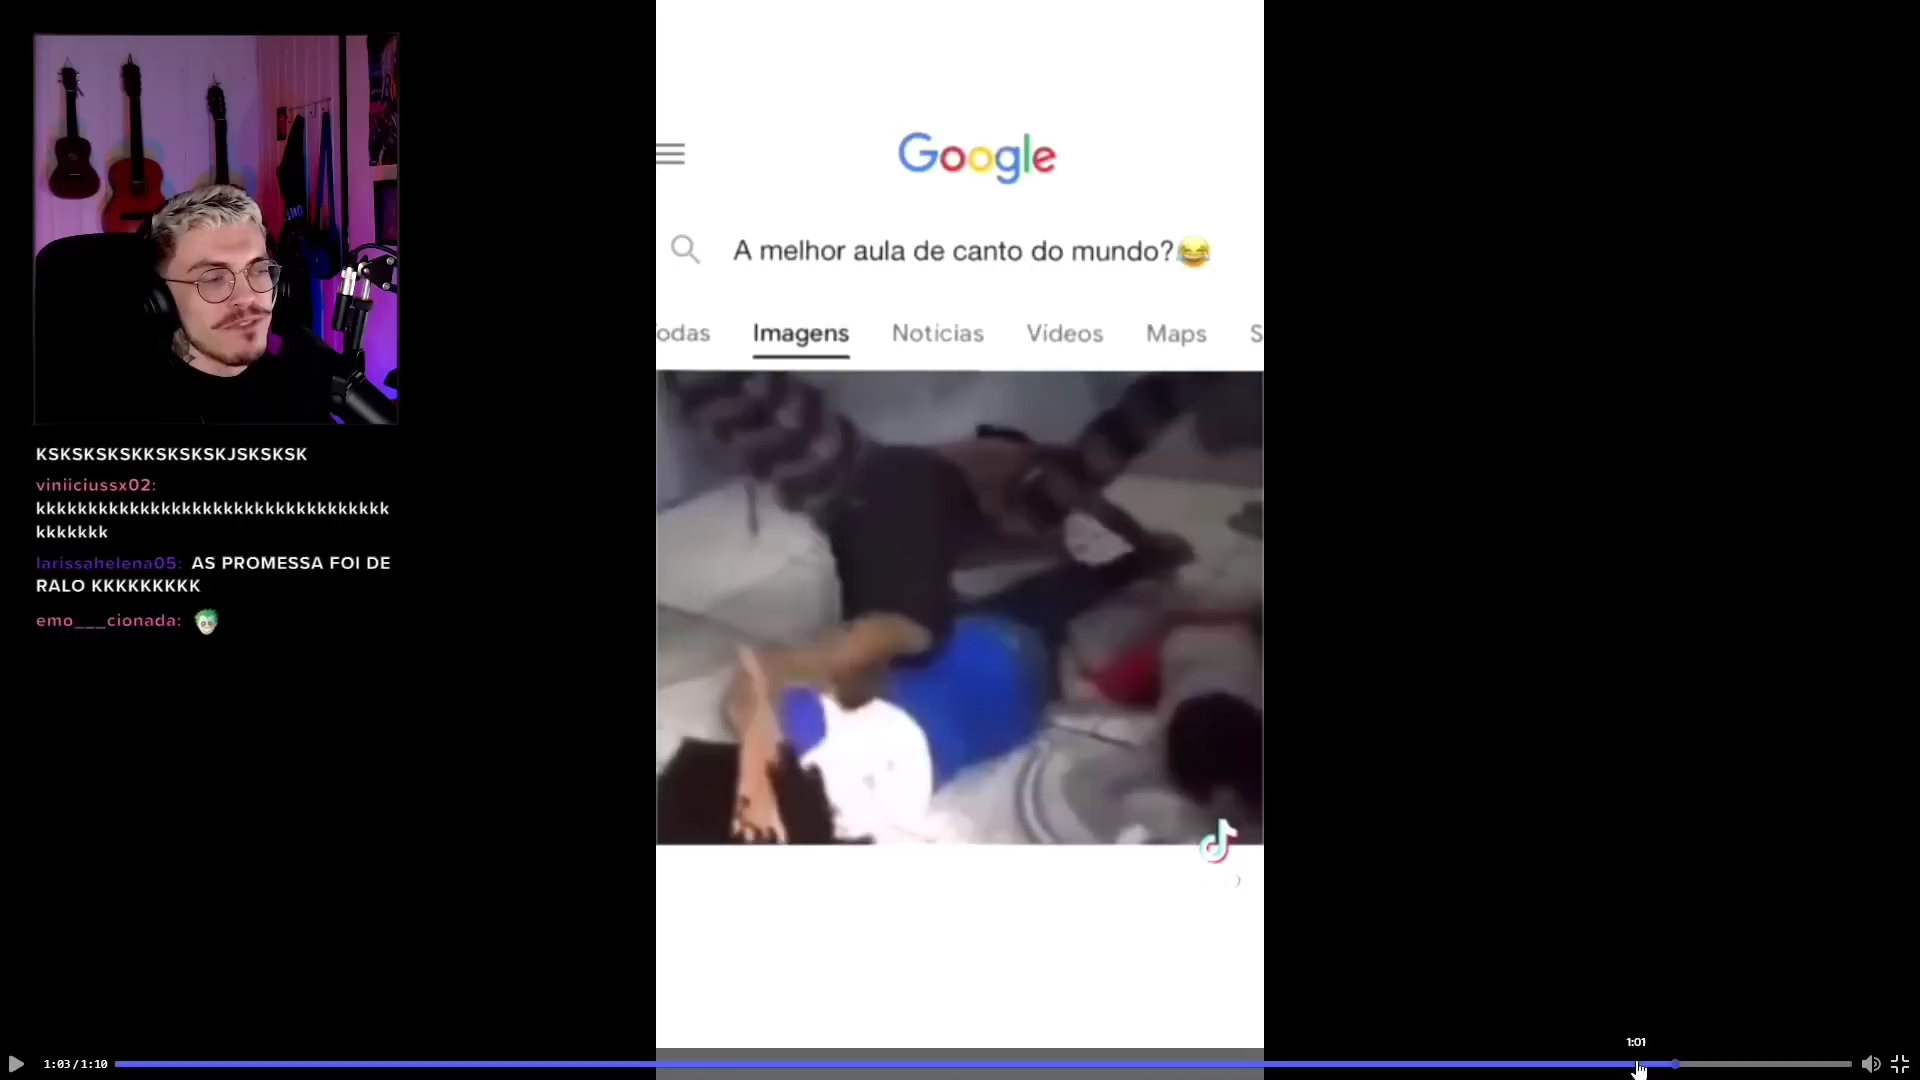 Google
A melhor aula de canto do mundo?😂
odas Imagens Notícias Vídeos Maps S
KSKSKSKSKKSKSKSKJSKSKSK
viniiciussx02:
kkkkkkkkkkkkkkkkkkkkkkkkkkkkkkkkkk
kkkkkkk
larissahelena05: AS PROMESSA FOI DE
RALO KKKKKKKKK
emo___cionada:
1:01
1:03/1:10